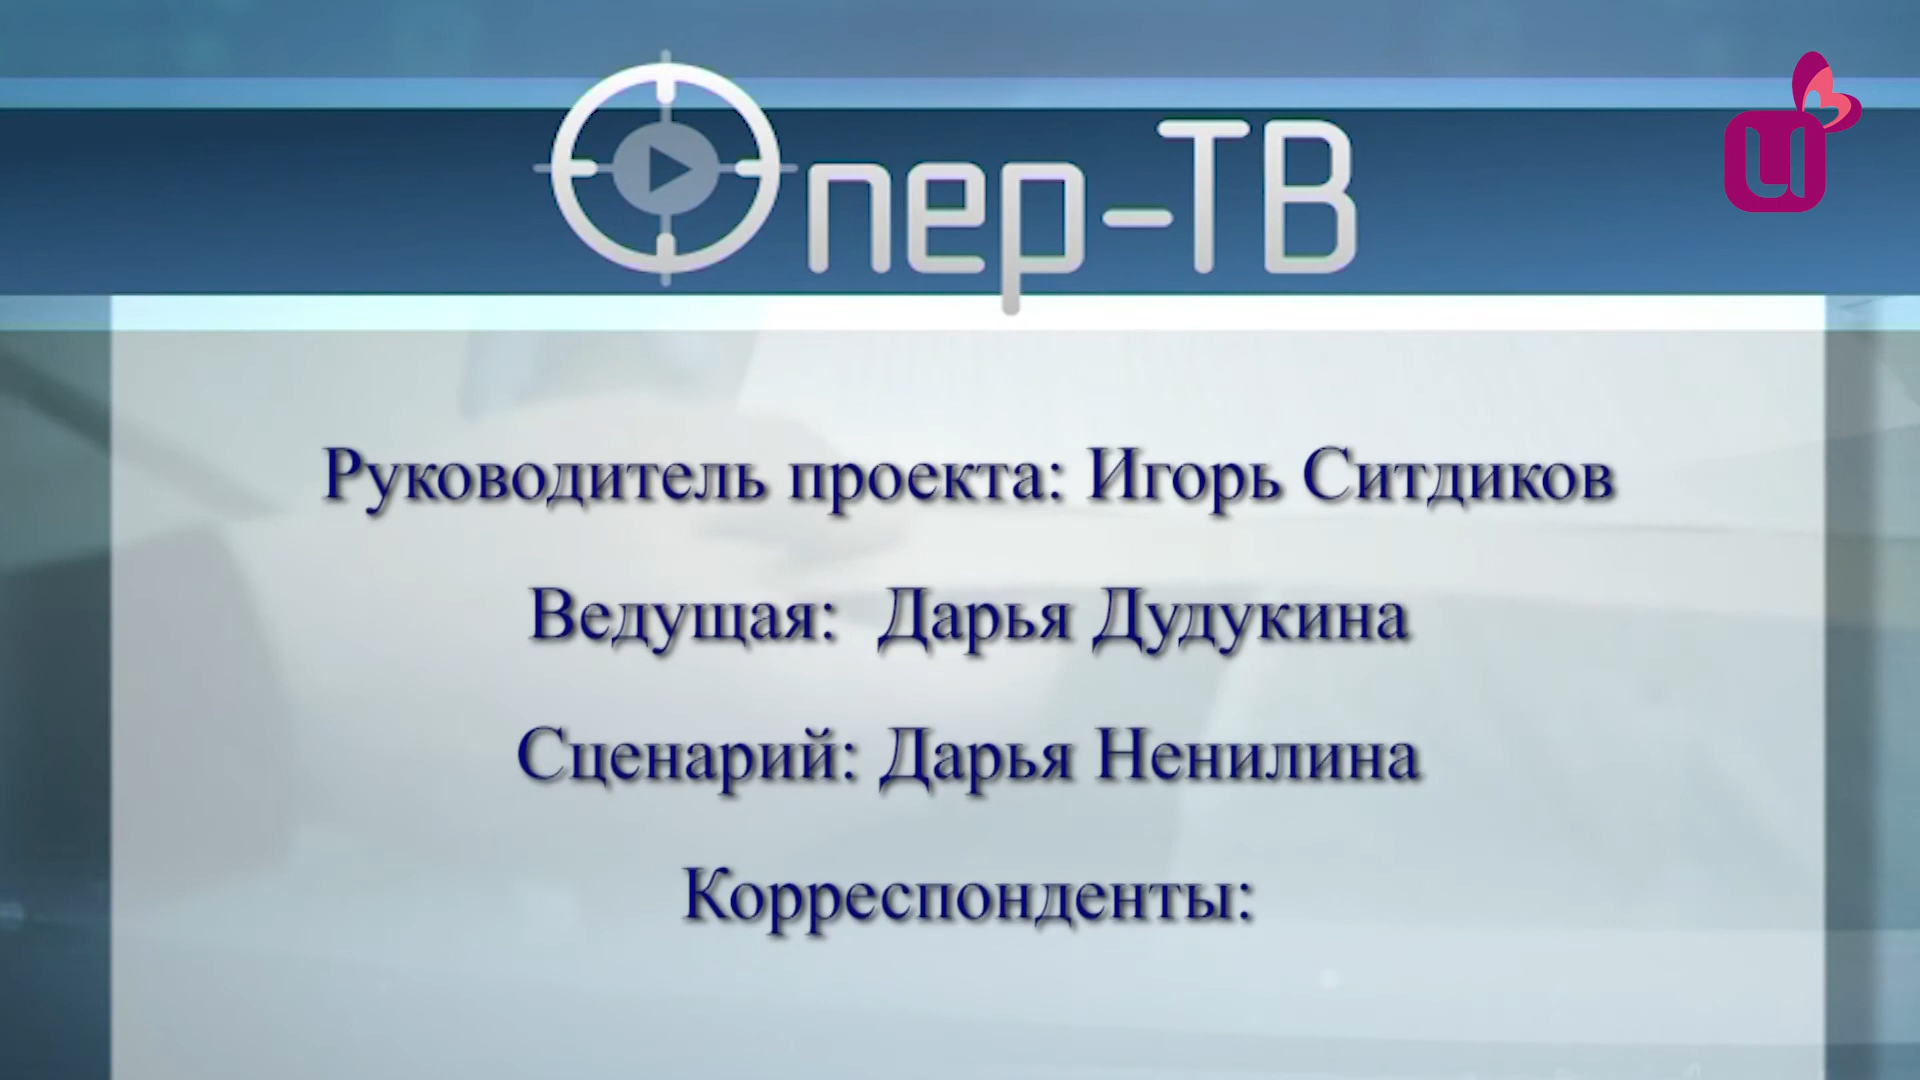 Опер-ТВ
Руководитель проекта: Игорь Ситдиков
Ведущая: Дарья Дудукина
Сценарий: Дарья Ненилина
Корреспонденты: